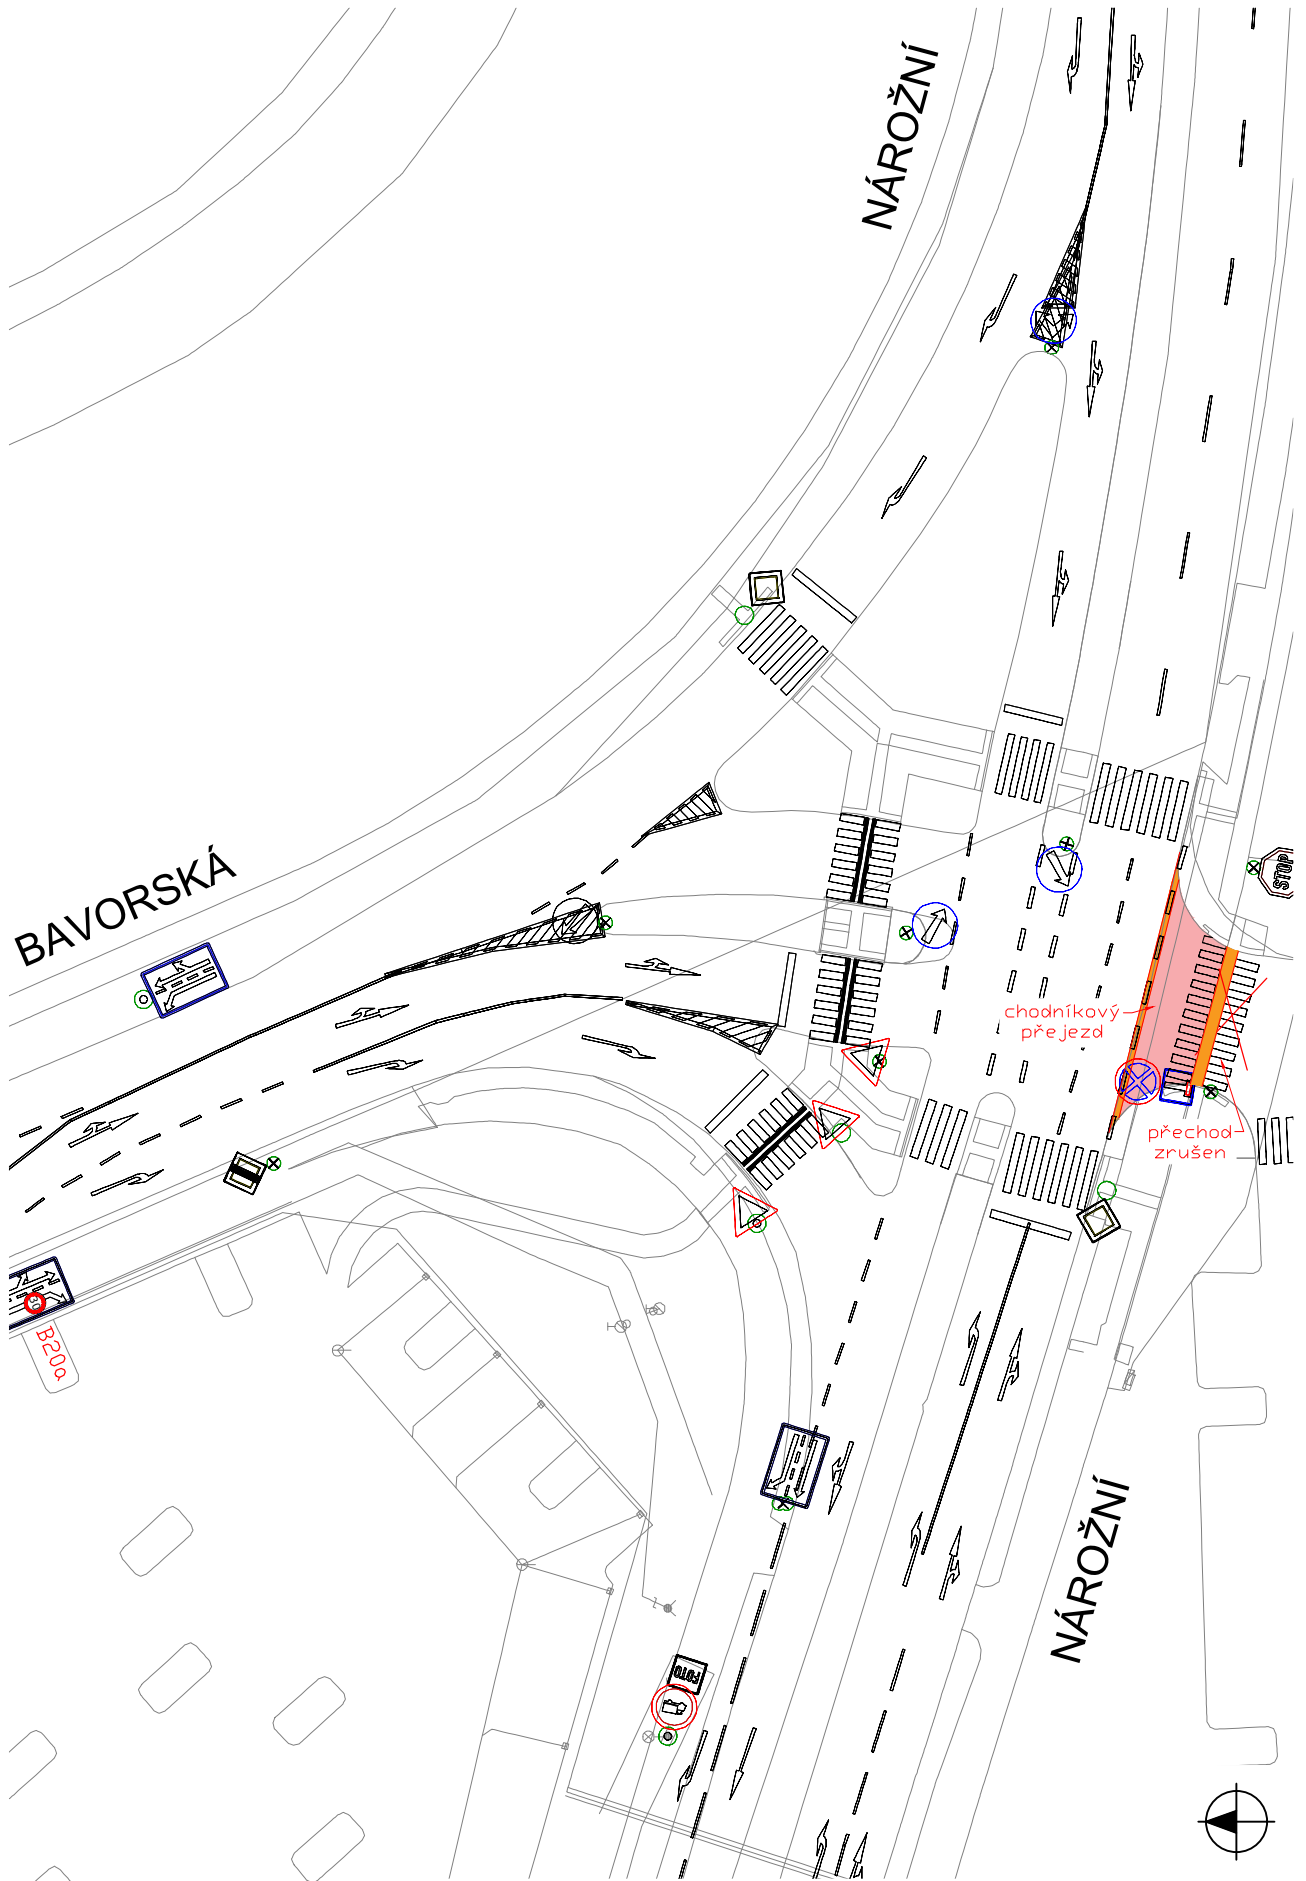 NÁROŽNÍ
BAVORSKÁ
STOP
chodníkový
přejezd
přechod
zrušen
30
B20a
NÁROŽNÍ
FOTO